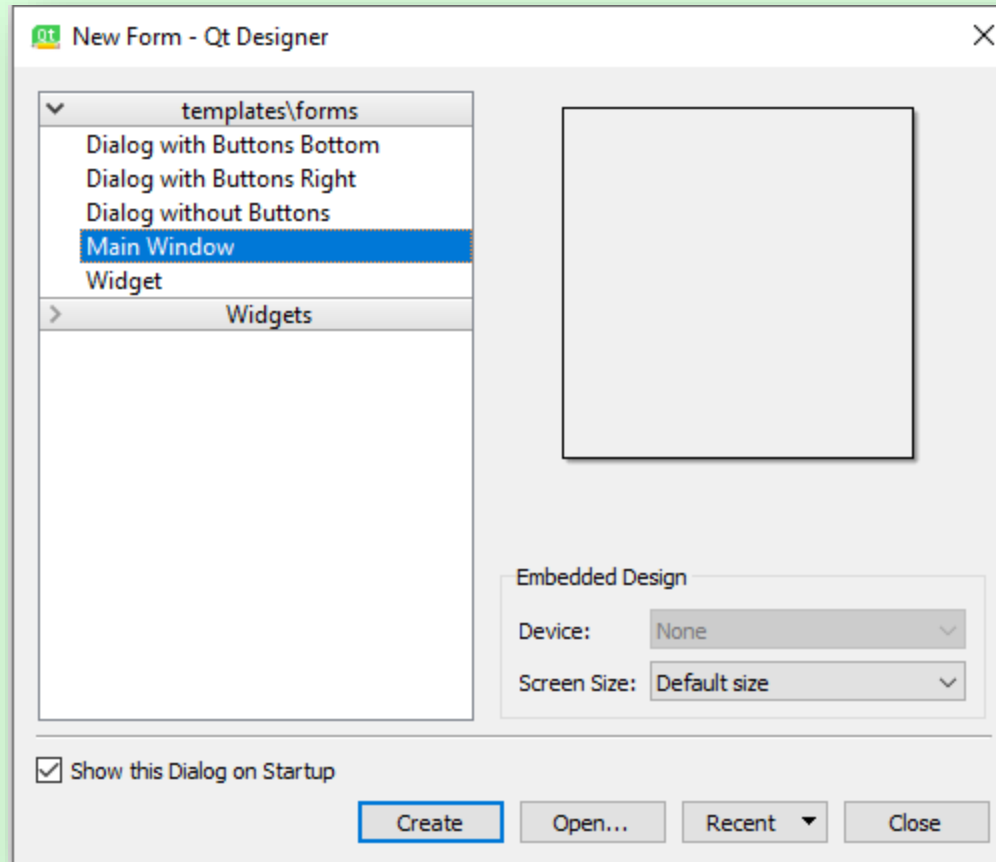 Qt New Form - Qt Designer
templates\forms
Dialog with Buttons Bottom
Dialog with Buttons Right
Dialog without Buttons
Main Window
Widget
Widgets
Embedded Design
Device: None
Screen Size: Default size
Show this Dialog on Startup
Create Open... Recent Close